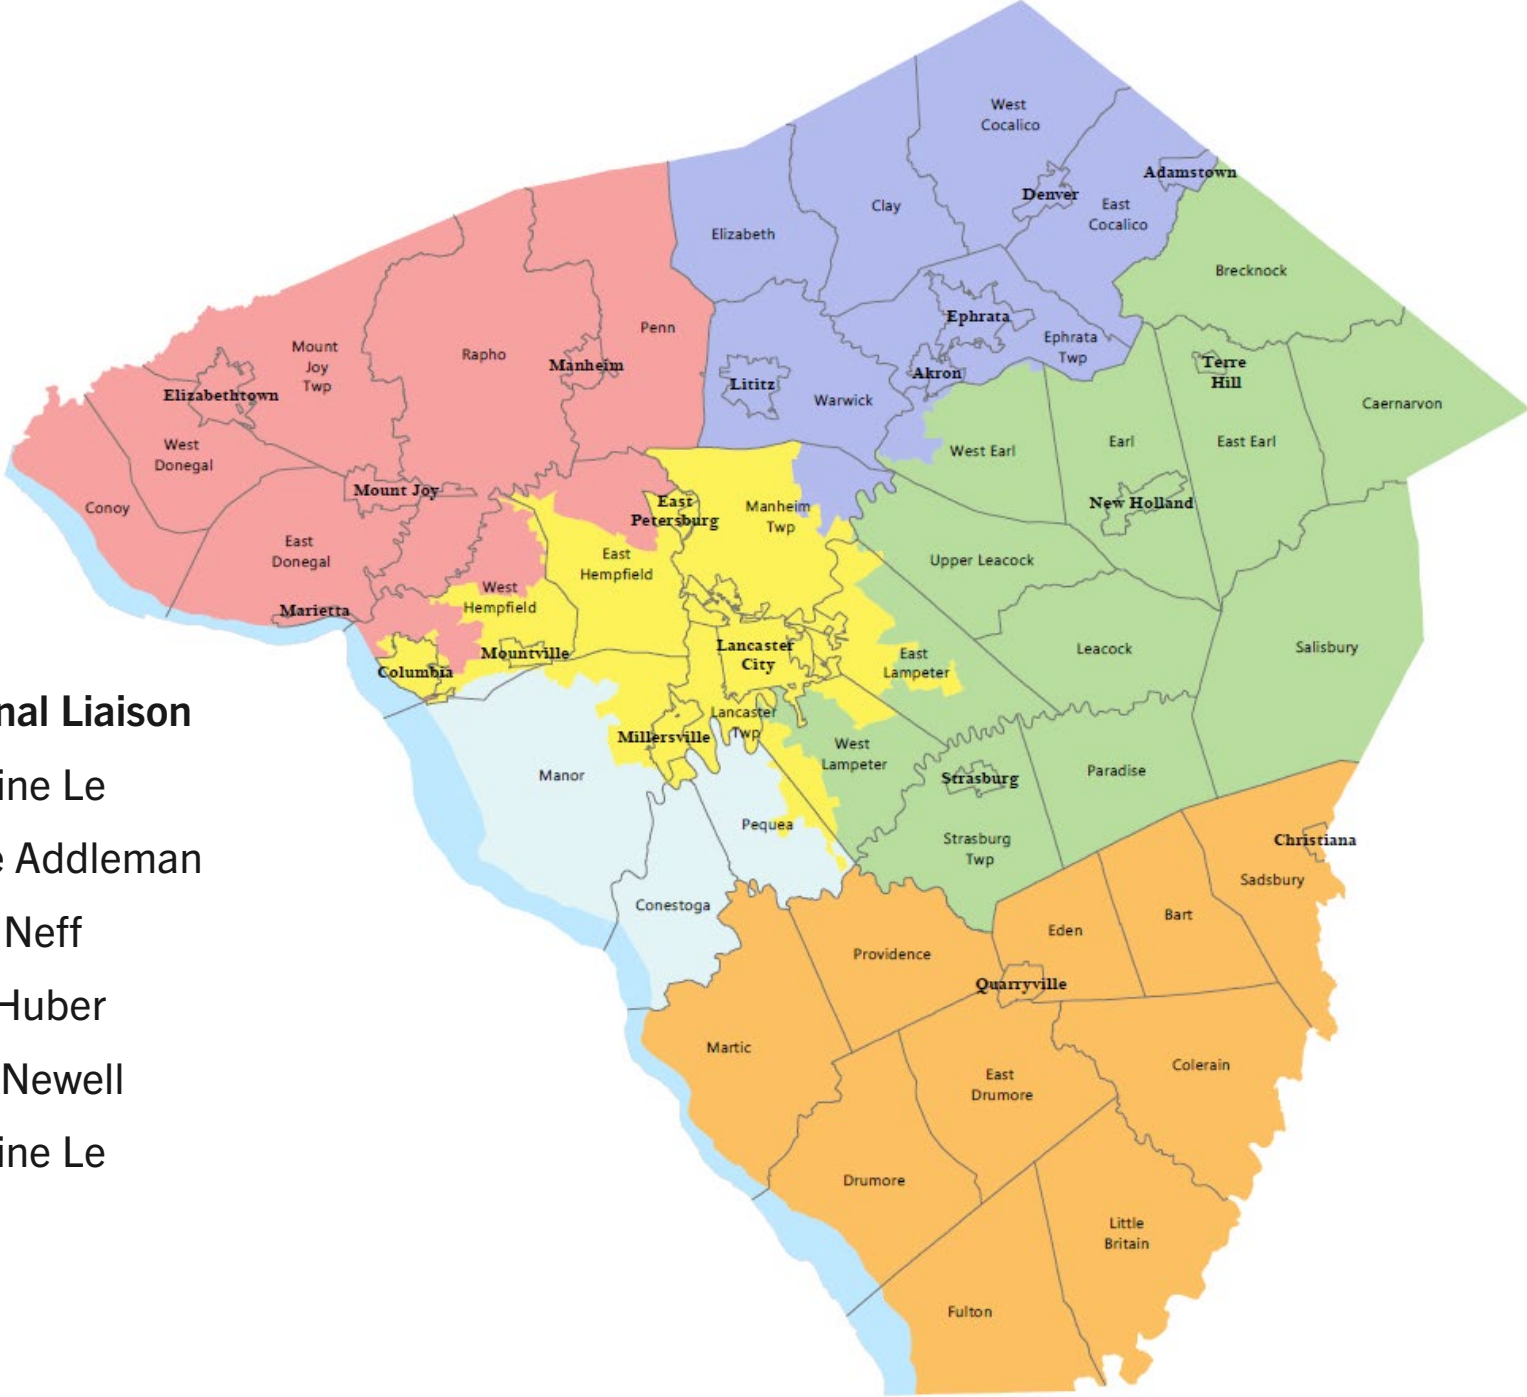 West
Cocalico
Adamstown
Denver
East
Cocalico
Clay
Elizabeth
Brecknock
Ephrata
Penn
Ephrata
Twp
Mount
Joy
Twp
Rapho
Manheim
Terre
Hill
Akron
Lititz
Elizabethtown
Warwick
Caernarvon
West
Donegal
West Earl
Earl
East Earl
Mount Joy
New Holland
Conoy
East
Petersburg
Manheim
Twp
East
Donegal
East
Hempfield
Upper Leacock
West
Hempfield
Marietta
Mountville
Lancaster
City
East
Lampeter
Leacock
Salisbury
Columbia
Lancaster
Twp
Millersville
West
Lampeter
Manor
Strasburg
Paradise
Pequea
Strasburg
Twp
Christiana
Sadsbury
Conestoga
Bart
Eden
Providence
Quarryville
Martic
East
Drumore
Colerain
Drumore
Little
Britain
Fulton
nal Liaison
ine Le
e Addleman
Neff
Huber
Newell
ine Le